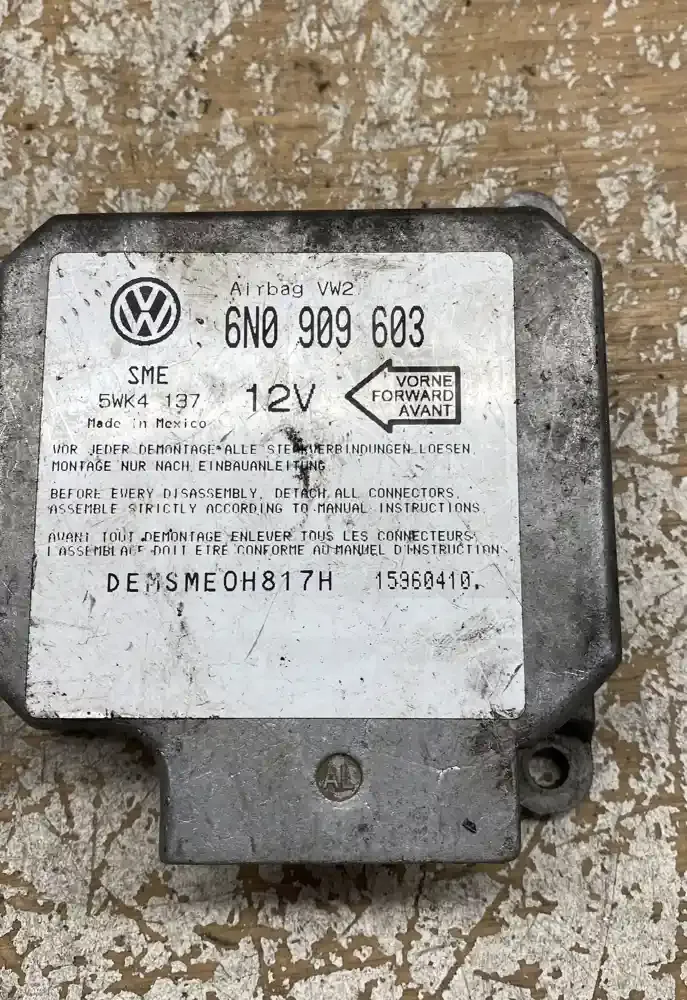 Airbag VW2
6N0 909 603
SME
5WK4 137
12V
VORNE
FORWARD
AVANT
Made in Mexico
VOR JEDER DEMONTAGE ALLE STECKVERBINDUNGEN LOESEN.
MONTAGE NUR NACH EINBAUANLEITUNG
BEFORE EVERY DISASSEMBLY, DETACH ALL CONNECTORS.
ASSEMBLE STRICTLY ACCORDING TO MANUAL INSTRUCTIONS
AVANT TOUT DEMONTAGE ENLEVER TOUS LES CONNECTEURS
L'ASSEMBLAGE DOIT ETRE CONFORME AU MANUEL D'INSTRUCTION
DEMSME0H817H 15960410.
AL